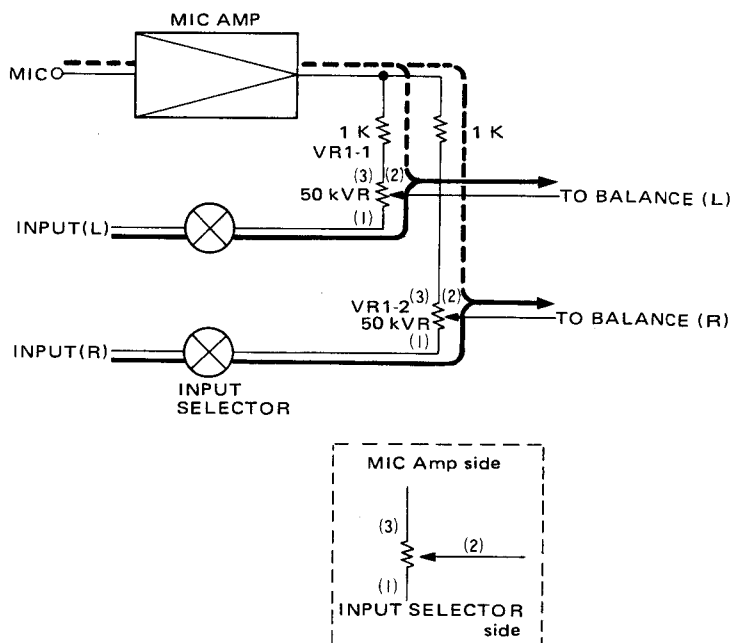 MIC AMP
MIC
1 K
1 K
VR1-1
(3)
(2)
50 kVR
TO BALANCE (L)
(1)
INPUT(L)
(3)
(2)
VR1-2
50 kVR
TO BALANCE (R)
(1)
INPUT(R)
INPUT
SELECTOR
MIC Amp side
(3)
(2)
(1)
INPUT SELECTOR
side